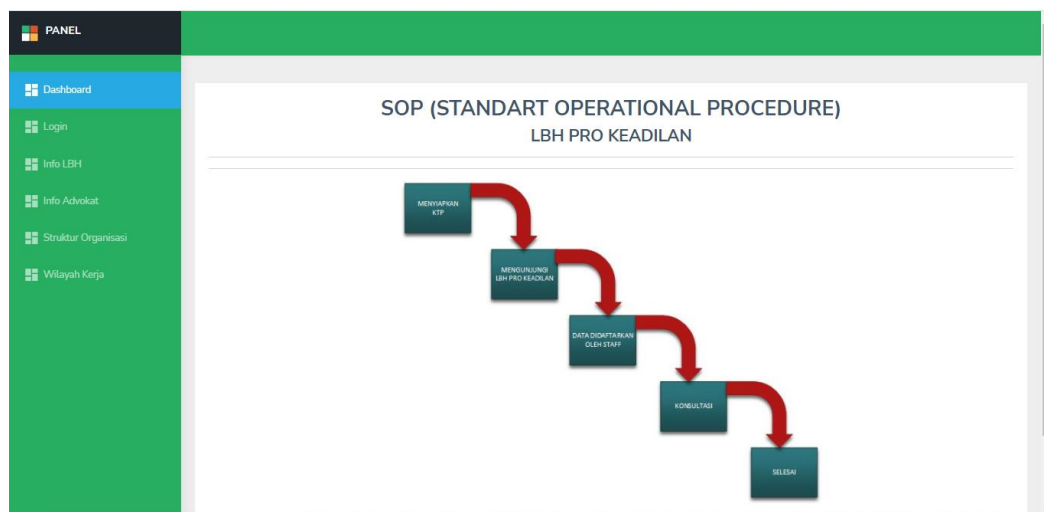 PANEL
Dashboard
Login
Info LBH
Info Advokat
Struktur Organisasi
Wilayah Kerja
SOP (STANDART OPERATIONAL PROCEDURE)
LBH PRO KEADILAN
MENYIAPKAN
KTP
MENGUNJUNGI
LBH PRO KEADILAN
DATA DIDAFTARKAN
OLEH STAFF
KONSULTASI
SELESAI